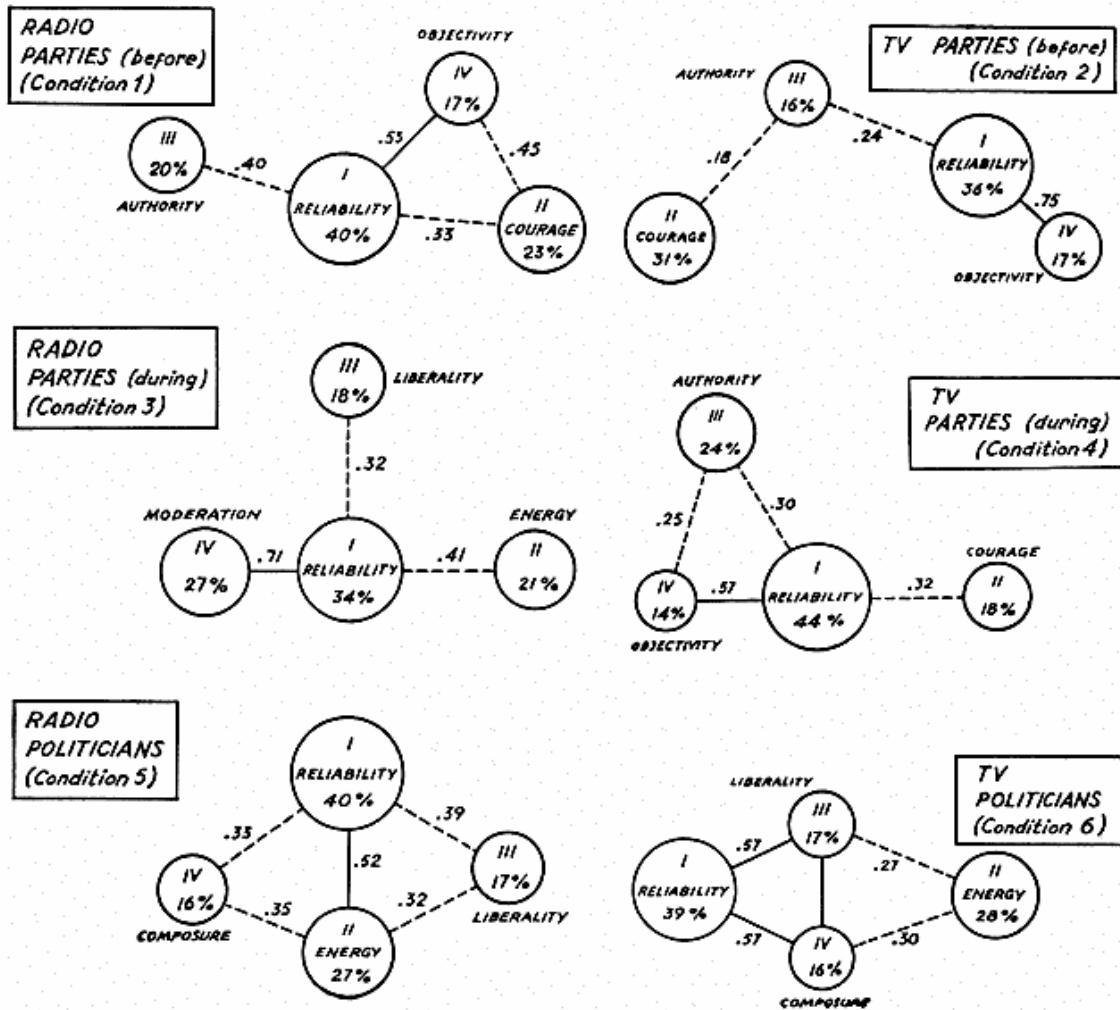 RADIO
PARTIES (before)
(Condition 1)
OBJECTIVITY
IV
17%
III
20%
AUTHORITY
.40
.53
.45
I
RELIABILITY
40%
.33
II
COURAGE
23%
TV PARTIES (before)
(Condition 2)
AUTHORITY
III
16%
.18
.24
I
RELIABILITY
36%
.75
II
COURAGE
31%
IV
17%
OBJECTIVITY
RADIO
PARTIES (during)
(Condition 3)
III
18%
LIBERALITY
.32
MODERATION
IV
27%
.71
I
RELIABILITY
34%
.41
ENERGY
II
21%
TV
PARTIES (during)
(Condition 4)
AUTHORITY
III
24%
.25
.30
IV
14%
OBJECTIVITY
.57
I
RELIABILITY
44%
.32
COURAGE
II
18%
RADIO
POLITICIANS
(Condition 5)
I
RELIABILITY
40%
.33
.39
.52
IV
16%
COMPOSURE
III
17%
LIBERALITY
.35
.32
II
ENERGY
27%
TV
POLITICIANS
(Condition 6)
LIBERALITY
III
17%
.57
.27
I
RELIABILITY
39%
II
ENERGY
28%
.57
.30
IV
16%
COMPOSURE